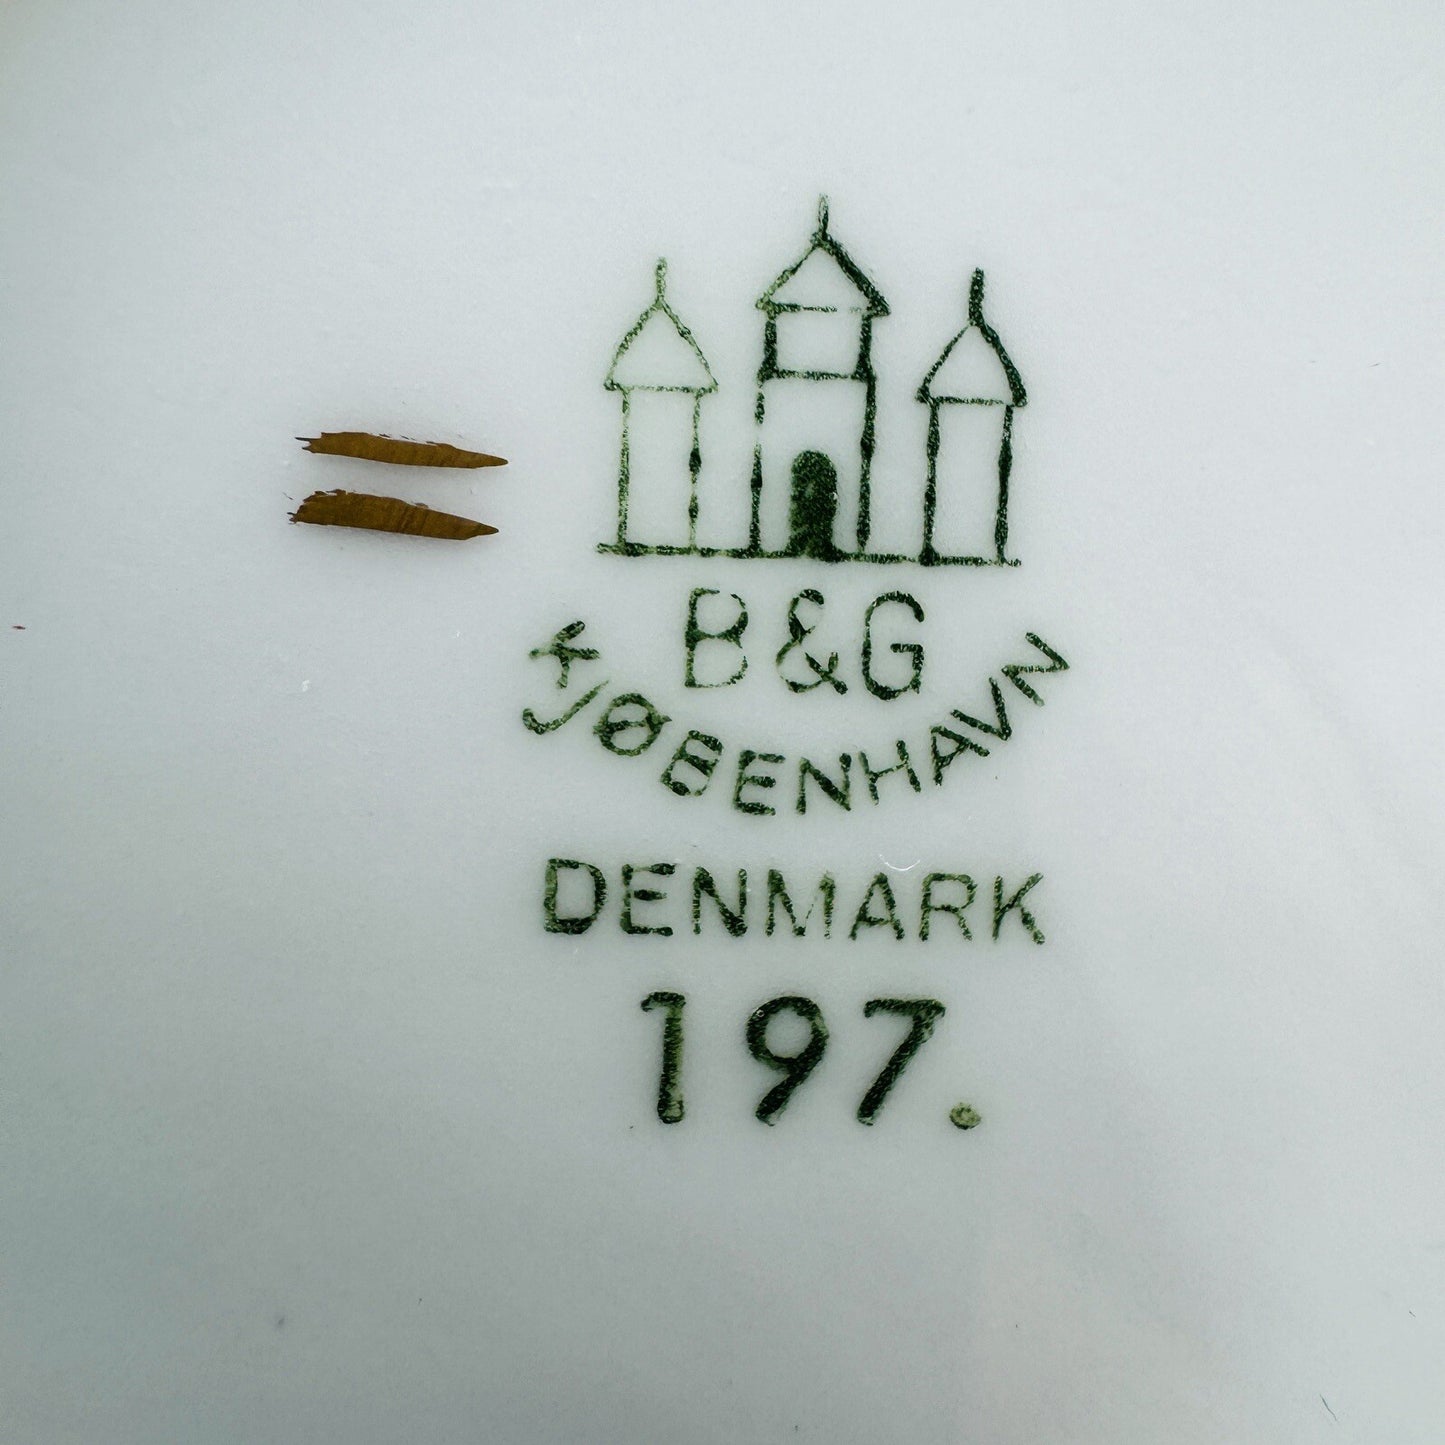 B & G
KJØBENHAVN
DENMARK
197.